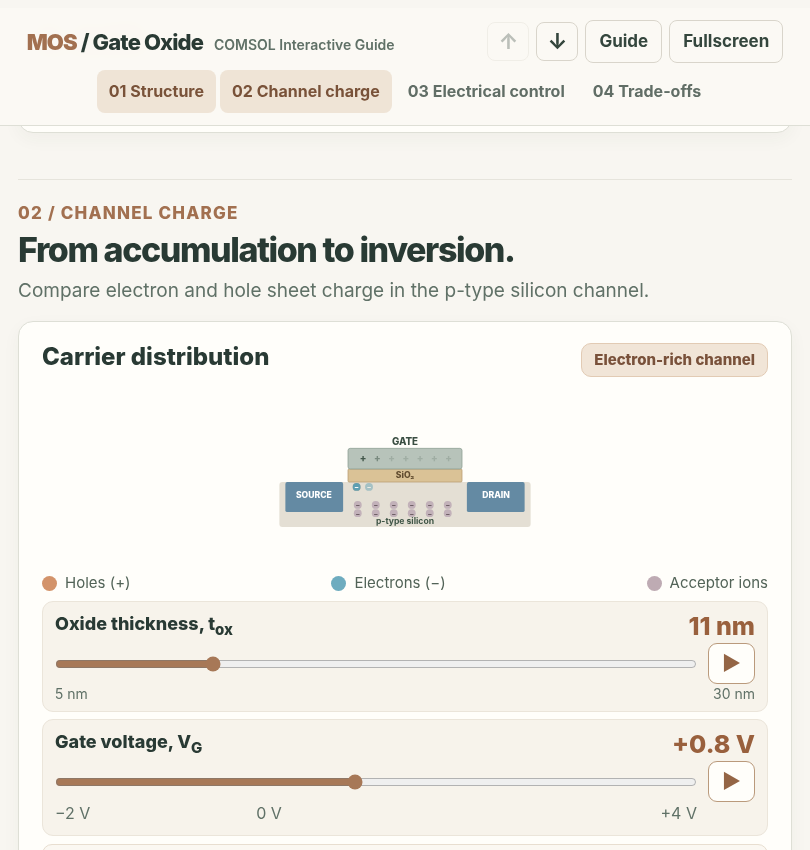 MOS / Gate Oxide COMSOL Interactive Guide
↑ ↓ Guide Fullscreen
01 Structure 02 Channel charge 03 Electrical control 04 Trade-offs
02 / CHANNEL CHARGE
From accumulation to inversion.
Compare electron and hole sheet charge in the p-type silicon channel.
Carrier distribution
Electron-rich channel
GATE
+ + + + + + +
SiO₂
SOURCE
DRAIN
p-type silicon
Holes (+) Electrons (−) Acceptor ions
Oxide thickness, tox 11 nm
5 nm 30 nm
Gate voltage, VG +0.8 V
−2 V 0 V +4 V